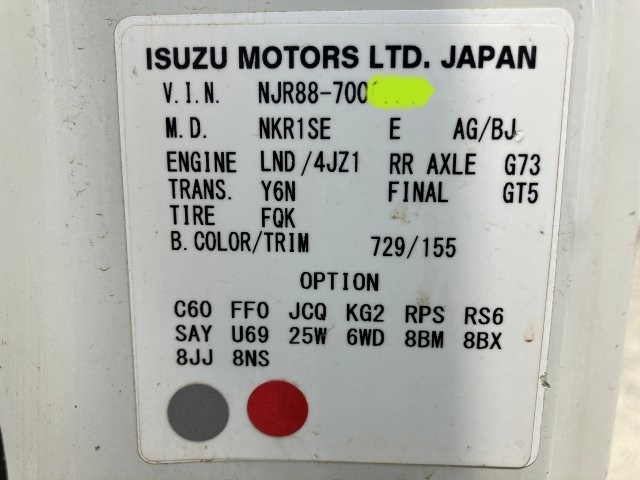 ISUZU MOTORS LTD. JAPAN
V.I.N. NJR88-700
M.D. NKR1SE E AG/BJ
ENGINE LND/4JZ1 RR AXLE G73
TRANS. Y6N FINAL GT5
TIRE FQK
B.COLOR/TRIM 729/155
OPTION
C60 FF0 JCQ KG2 RPS RS6
SAY U69 25W 6WD 8BM 8BX
8JJ 8NS